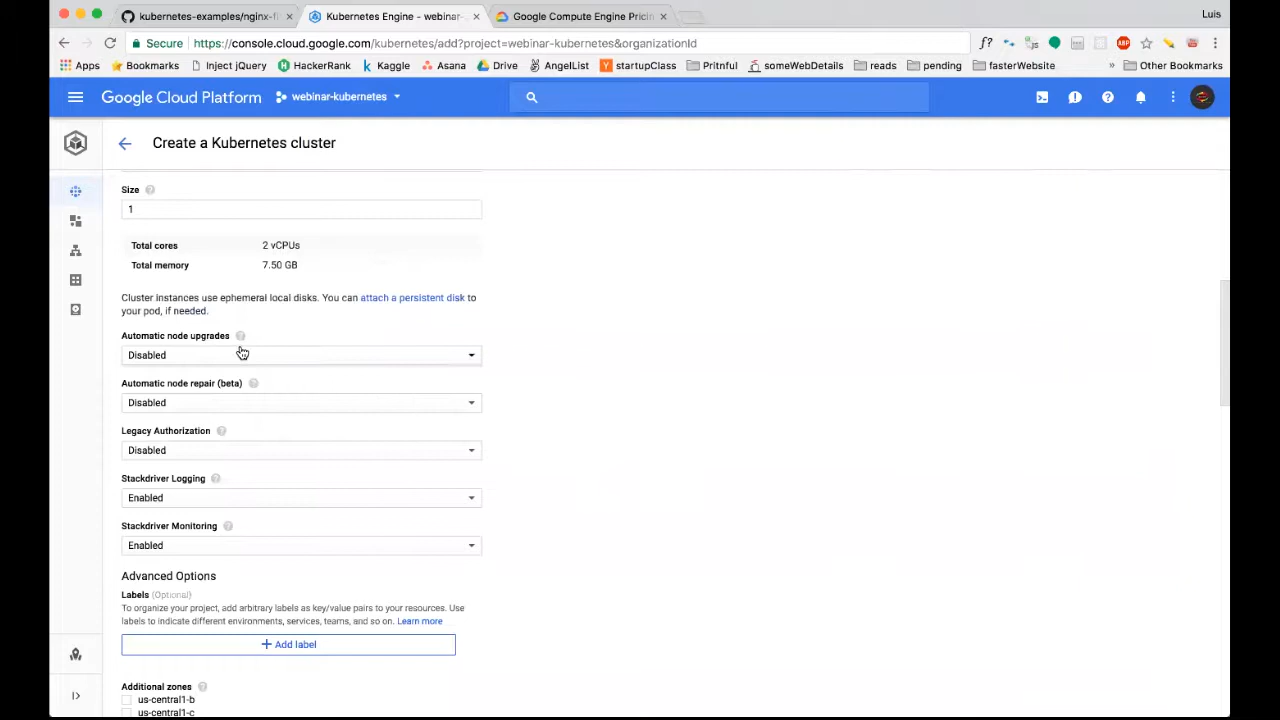 kubernetes-examples/nginx-fi
Kubernetes Engine - webinar-
Google Compute Engine Pricin
Luis
Secure
https://console.cloud.google.com/kubernetes/add?project=webinar-kubernetes&organizationId
f?
ABP
Apps
Bookmarks
Inject jQuery
HackerRank
Kaggle
Asana
Drive
AngelList
startupClass
Pritnful
someWebDetails
reads
pending
fasterWebsite
»
Other Bookmarks
Google Cloud Platform
webinar-kubernetes
Create a Kubernetes cluster
Size
1
Total cores 2 vCPUs
Total memory 7.50 GB
Cluster instances use ephemeral local disks. You can attach a persistent disk to
your pod, if needed.
Automatic node upgrades
Disabled
Automatic node repair (beta)
Disabled
Legacy Authorization
Disabled
Stackdriver Logging
Enabled
Stackdriver Monitoring
Enabled
Advanced Options
Labels (Optional)
To organize your project, add arbitrary labels as key/value pairs to your resources. Use
labels to indicate different environments, services, teams, and so on. Learn more
+ Add label
Additional zones
us-central1-b
us-central1-c